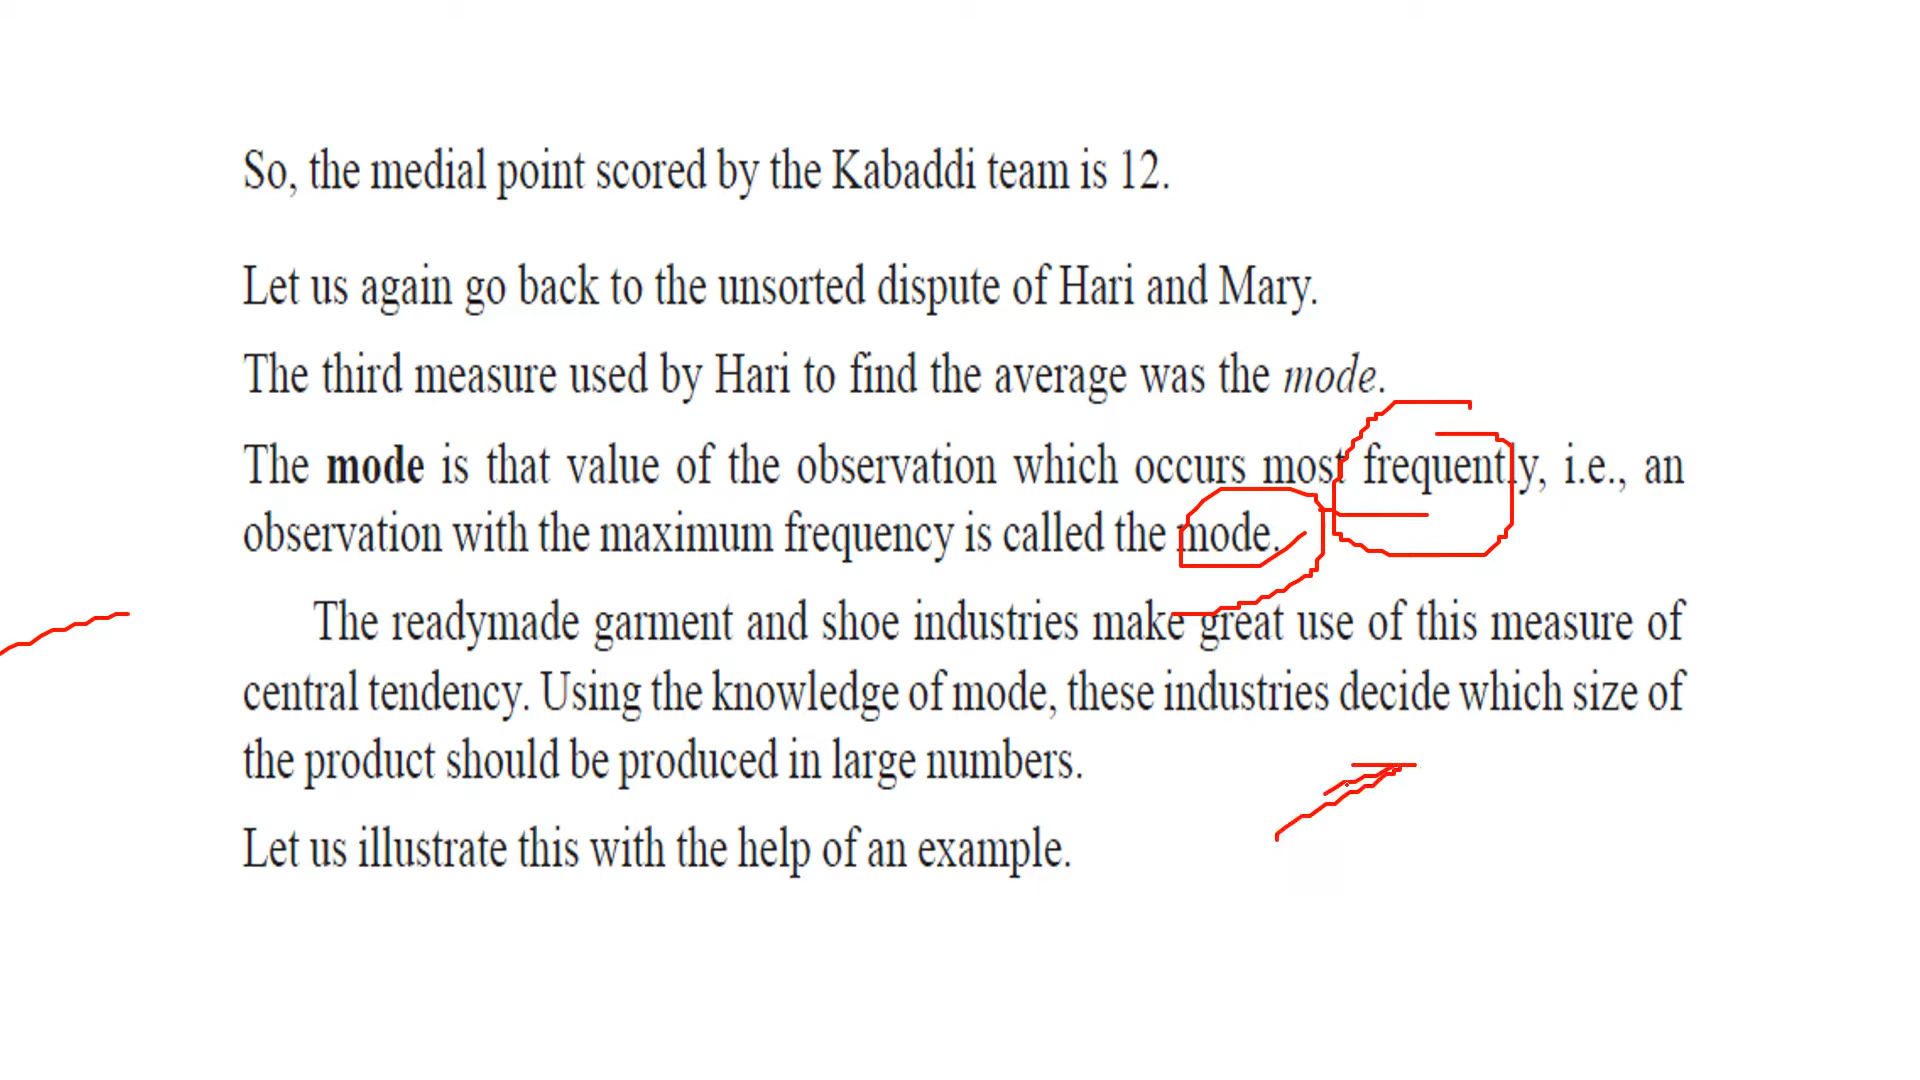 So, the medial point scored by the Kabaddi team is 12.
Let us again go back to the unsorted dispute of Hari and Mary.
The third measure used by Hari to find the average was the mode.
The mode is that value of the observation which occurs most frequently, i.e., an
observation with the maximum frequency is called the mode.
The readymade garment and shoe industries make great use of this measure of
central tendency. Using the knowledge of mode, these industries decide which size of
the product should be produced in large numbers.
Let us illustrate this with the help of an example.